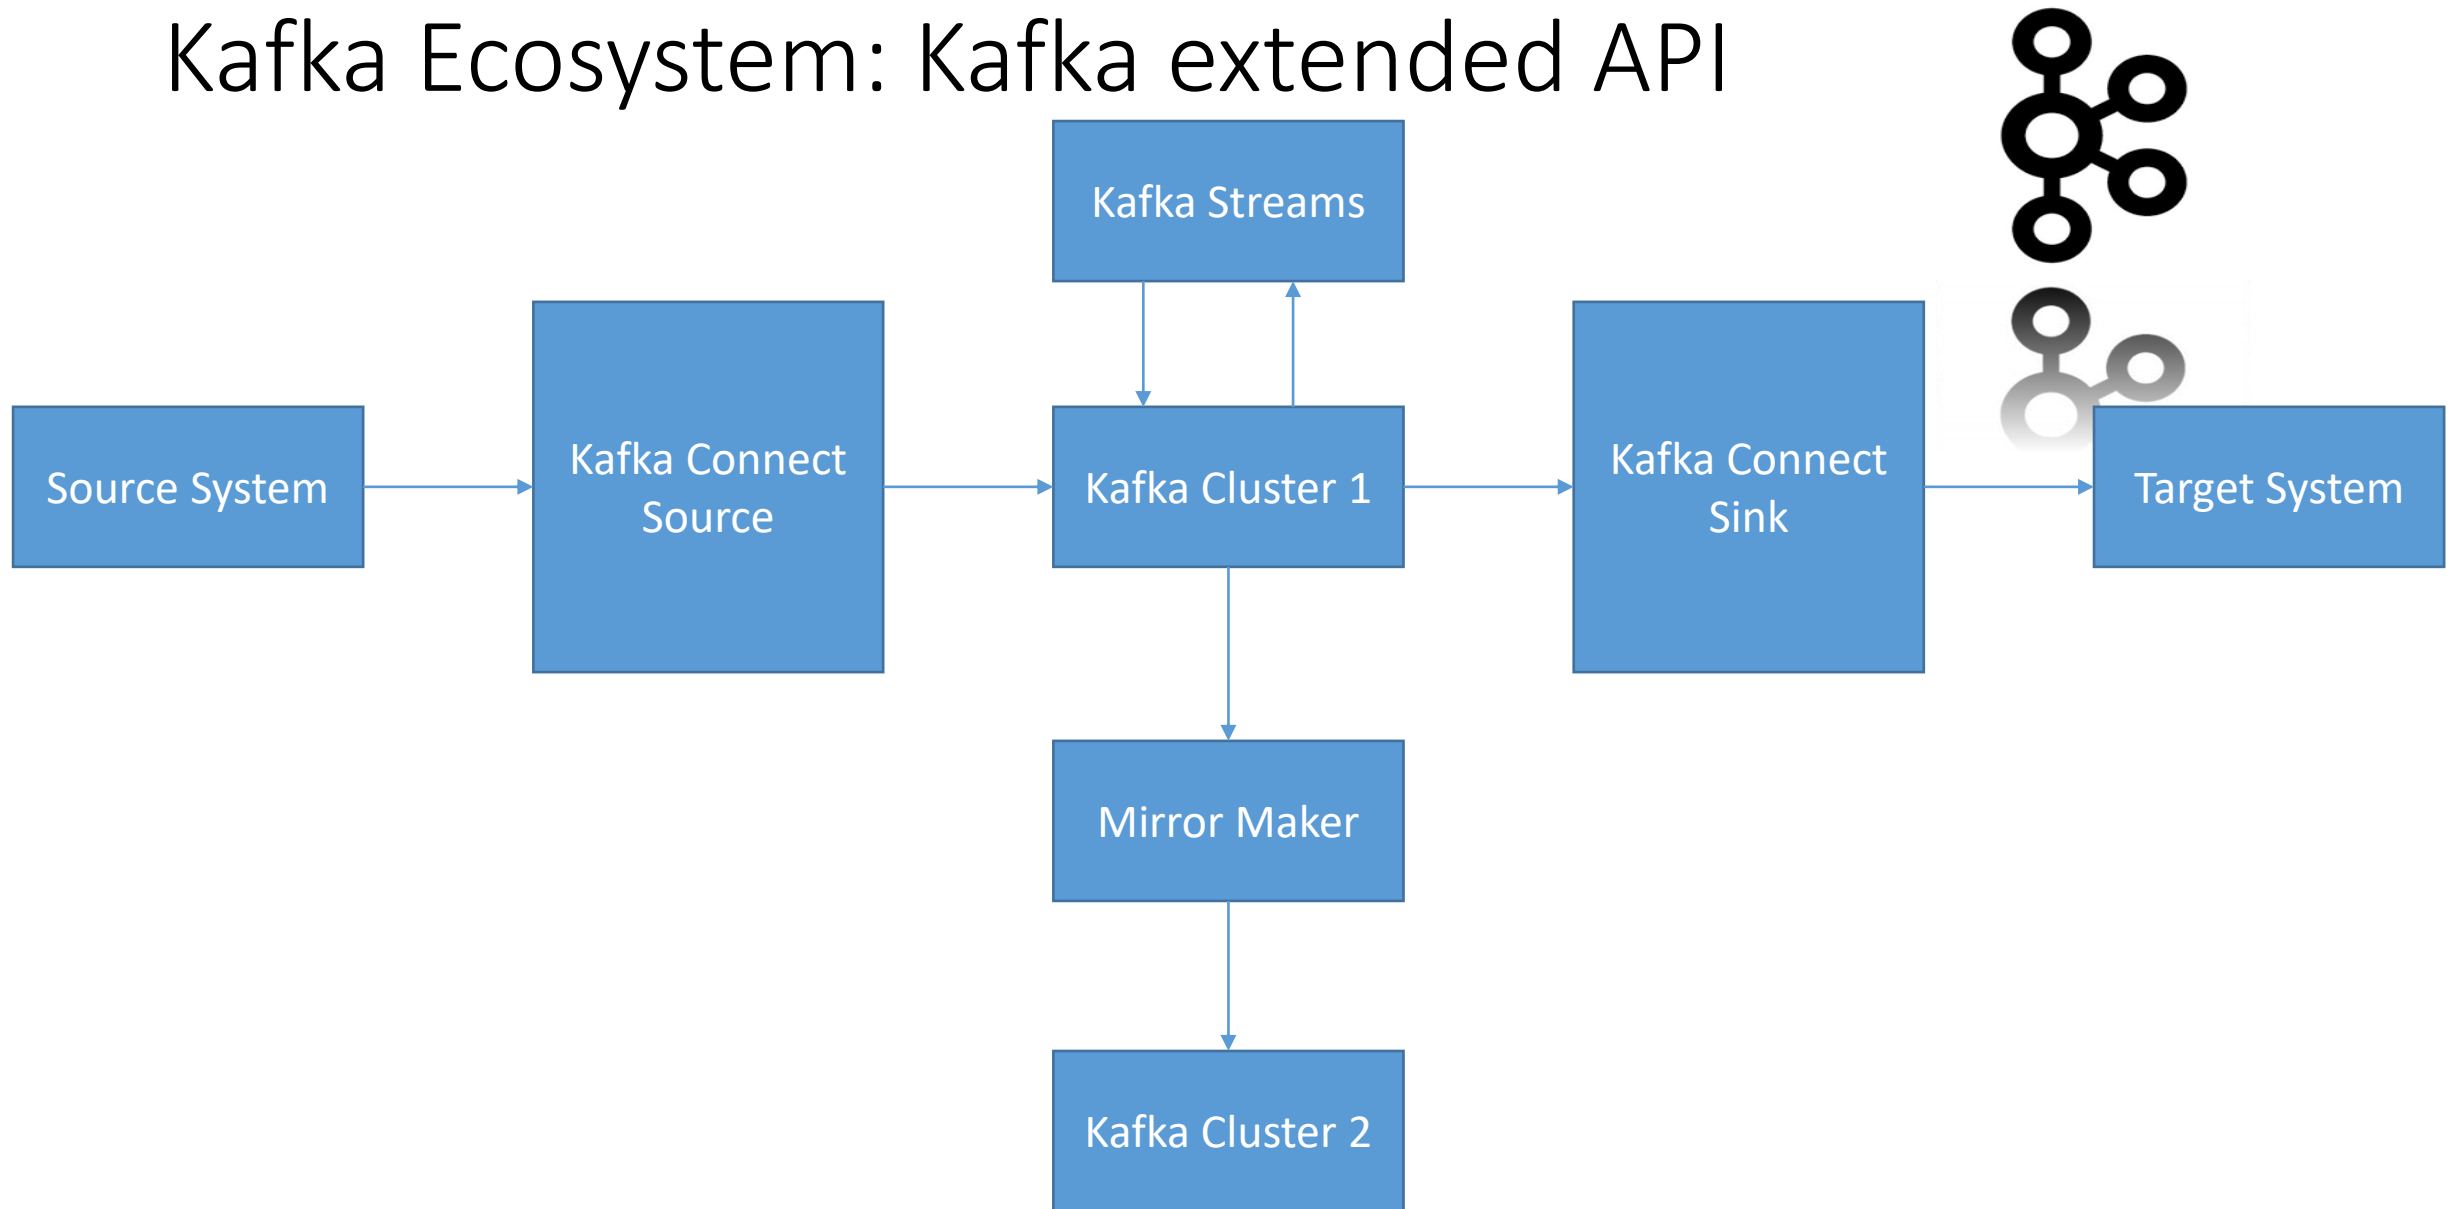 Kafka Ecosystem: Kafka extended API
Kafka Streams
Source System
Kafka Connect
Source
Kafka Cluster 1
Kafka Connect
Sink
Target System
Mirror Maker
Kafka Cluster 2